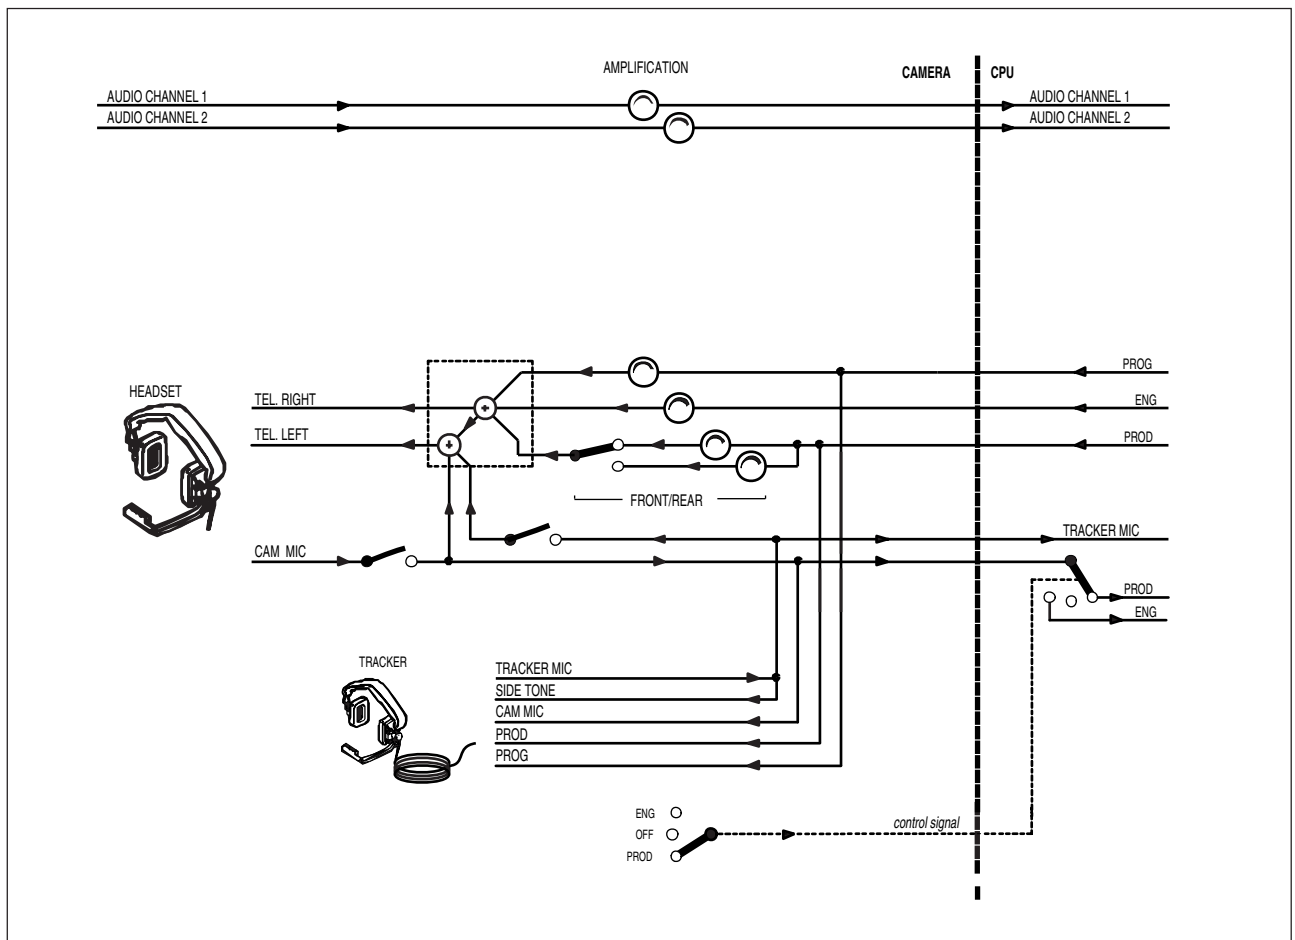 AMPLIFICATION
CAMERA CPU
AUDIO CHANNEL 1 AUDIO CHANNEL 1
AUDIO CHANNEL 2 AUDIO CHANNEL 2
PROG
HEADSET
TEL. RIGHT ENG
TEL. LEFT PROD
FRONT/REAR
TRACKER MIC
CAM MIC
PROD
ENG
TRACKER
TRACKER MIC
SIDE TONE
CAM MIC
PROD
PROG
ENG
OFF
control signal
PROD